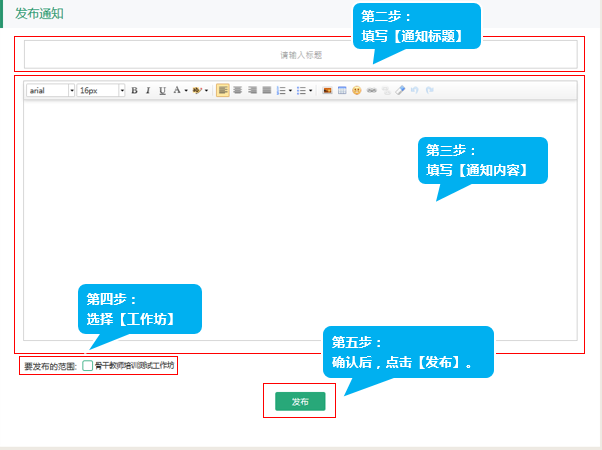 发布通知
第二步：
填写【通知标题】
请输入标题
arial 16px B I U A
第三步：
填写【通知内容】
第四步：
选择【工作坊】
第五步：
确认后，点击【发布】。
要发布的范围: 骨干教师培训测试工作坊
发布